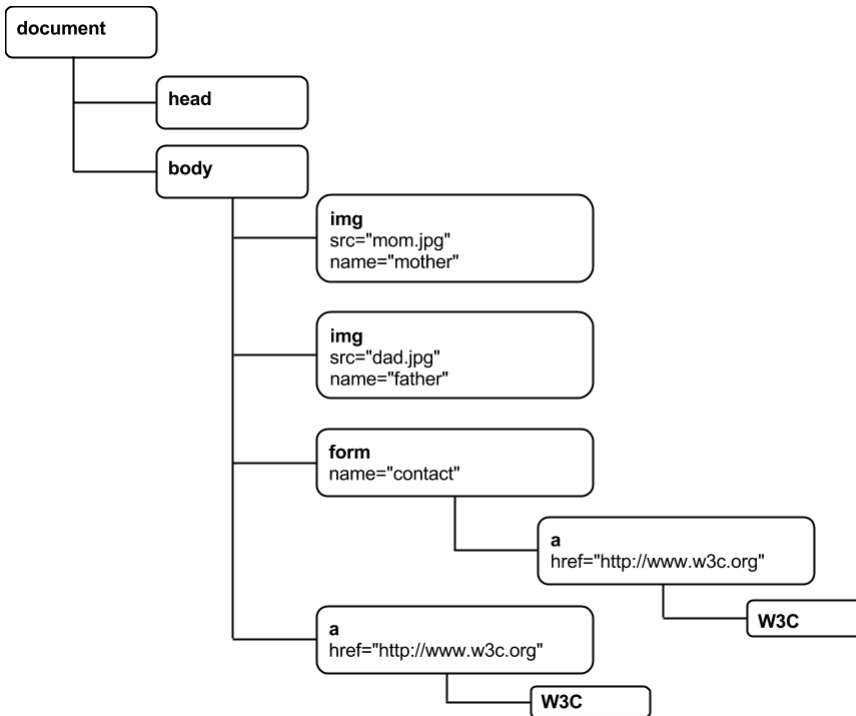 document
head
body
img
src="mom.jpg"
name="mother"
img
src="dad.jpg"
name="father"
form
name="contact"
a
href="http://www.w3c.org"
W3C
a
href="http://www.w3c.org"
W3C